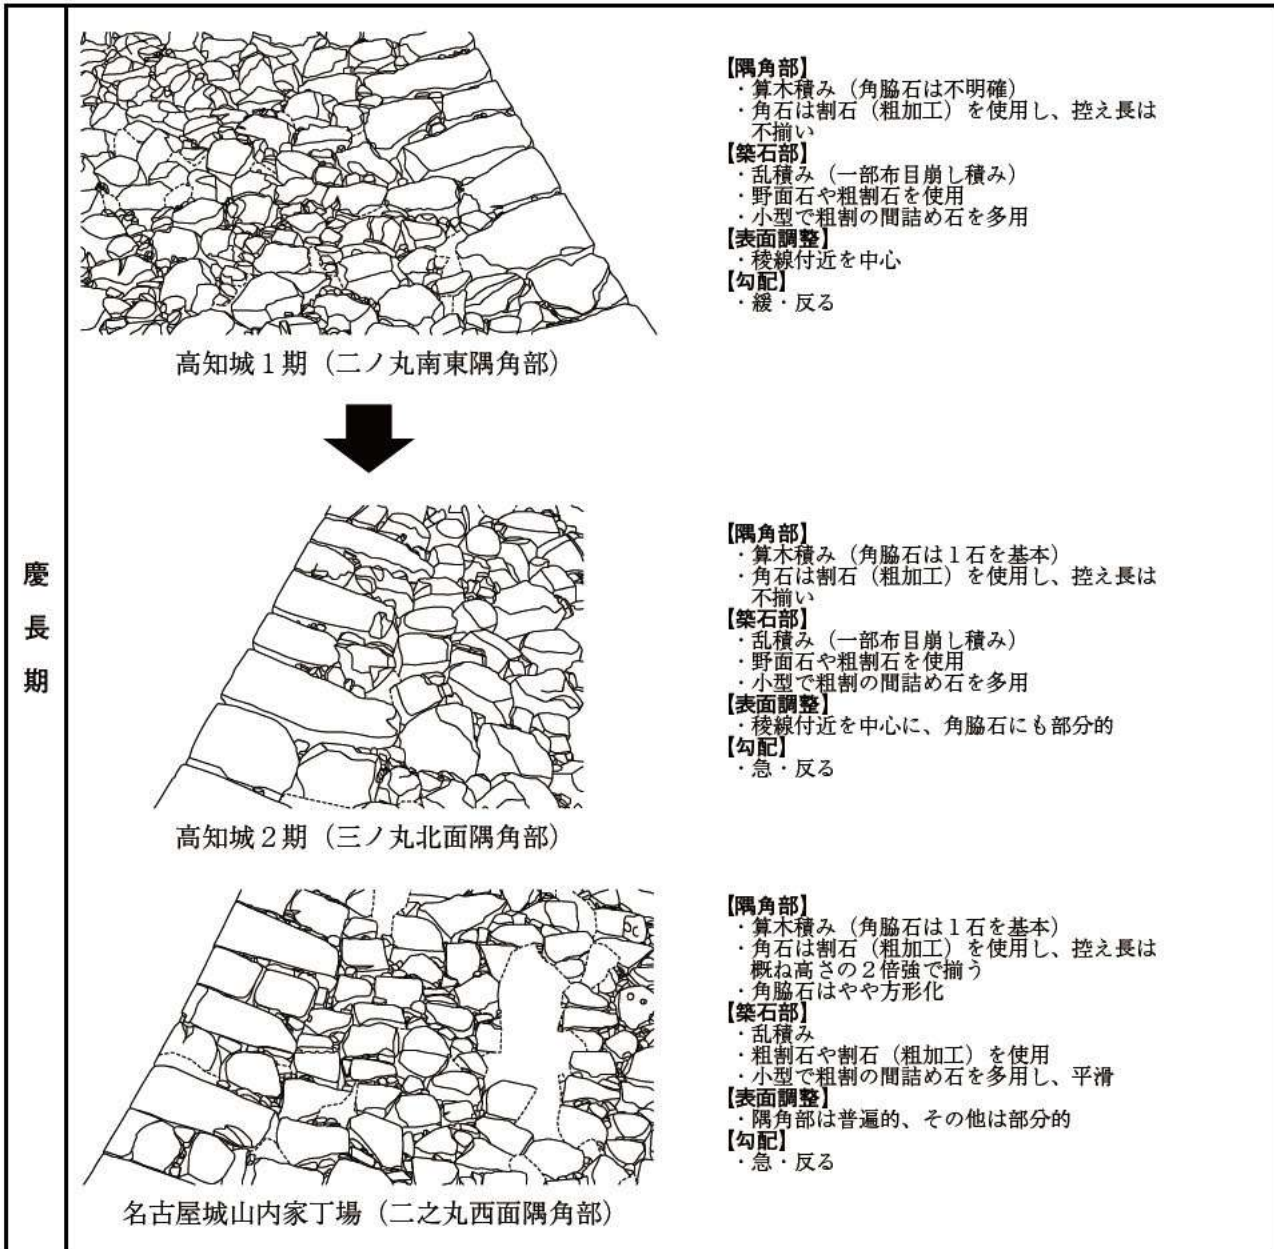 慶長期
【隅角部】
・算木積み（角脇石は不明確）
・角石は割石（粗加工）を使用し、控え長は
不揃い
【築石部】
・乱積み（一部布目崩し積み）
・野面石や粗割石を使用
・小型で粗割の間詰め石を多用
【表面調整】
・稜線付近を中心
【勾配】
・緩・反る
高知城１期（二ノ丸南東隅角部）
【隅角部】
・算木積み（角脇石は１石を基本）
・角石は割石（粗加工）を使用し、控え長は
不揃い
【築石部】
・乱積み（一部布目崩し積み）
・野面石や粗割石を使用
・小型で粗割の間詰め石を多用
【表面調整】
・稜線付近を中心に、角脇石にも部分的
【勾配】
・急・反る
高知城２期（三ノ丸北面隅角部）
【隅角部】
・算木積み（角脇石は１石を基本）
・角石は割石（粗加工）を使用し、控え長は
概ね高さの２倍強で揃う
・角脇石はやや方形化
【築石部】
・乱積み
・粗割石や割石（粗加工）を使用
・小型で粗割の間詰め石を多用し、平滑
【表面調整】
・隅角部は普遍的、その他は部分的
【勾配】
・急・反る
名古屋城山内家丁場（二之丸西面隅角部）